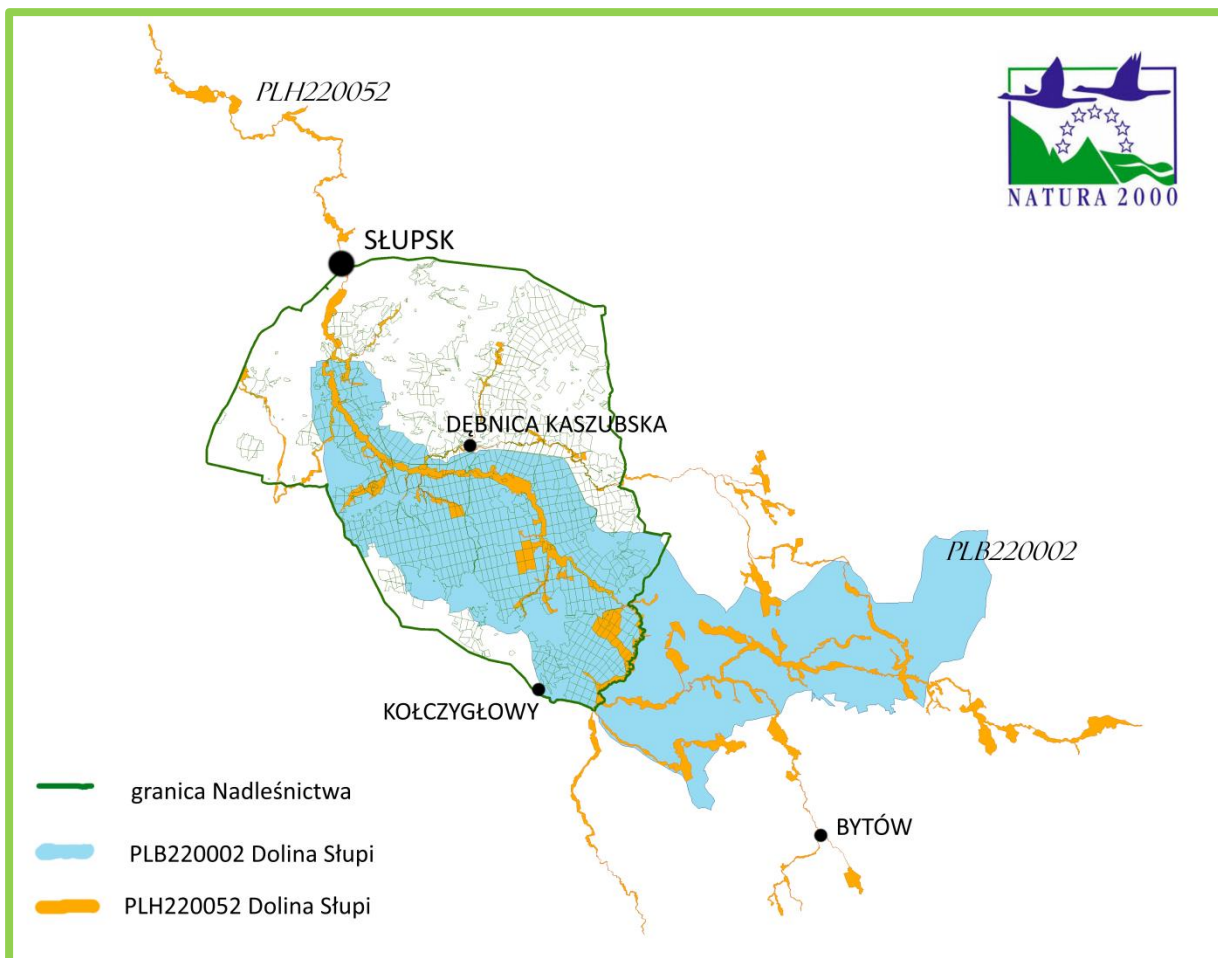 PLH220052
NATURA 2000
SŁUPSK
DĘBNICA KASZUBSKA
PLB220002
KOŁCZYGŁOWY
granica Nadleśnictwa
BYTÓW
PLB220002 Dolina Słupi
PLH220052 Dolina Słupi